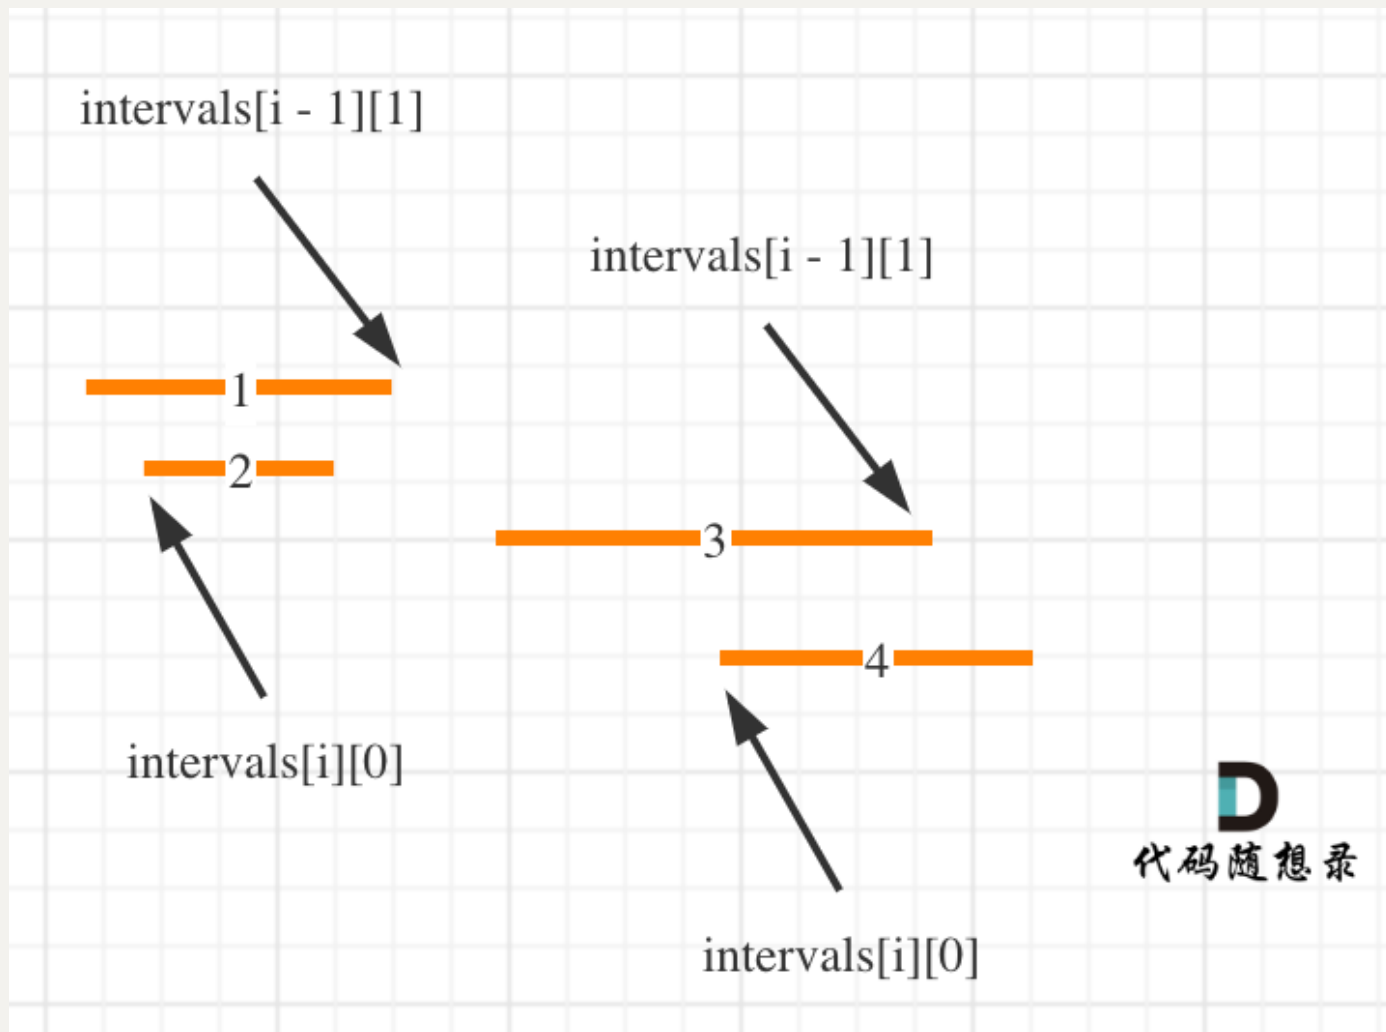 intervals[i - 1][1]
intervals[i - 1][1]
1
2
3
4
intervals[i][0]
代码随想录
intervals[i][0]